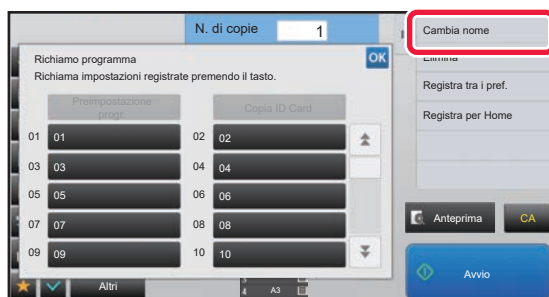 N. di copie 1
Richiamo programma
OK
Richiama impostazioni registrate premendo il tasto.
Preimpostazione
progr.
Copia ID Card
01 01
02 02
03 03
04 04
05 05
06 06
07 07
08 08
09 09
10 10
Altri
4 A3
Cambia nome
Elimina
Registra tra i pref.
Registra per Home
Anteprima
CA
Avvio